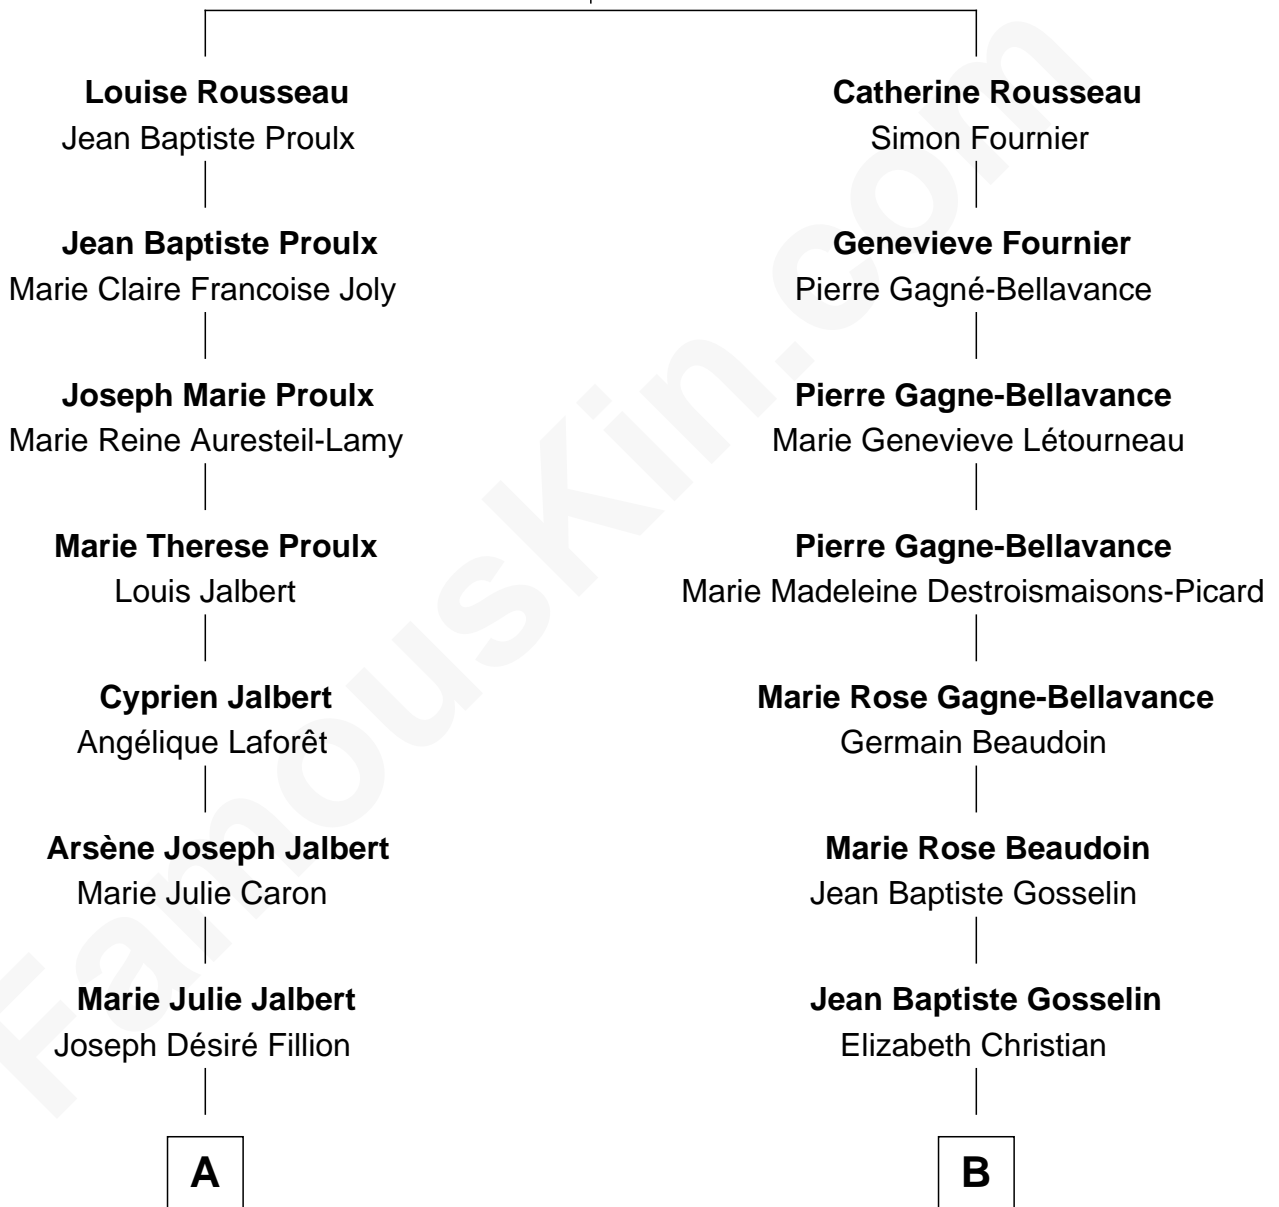 Louise Rousseau
Jean Baptiste Proulx
Jean Baptiste Proulx
Marie Claire Francoise Joly
Joseph Marie Proulx
Marie Reine Auresteil-Lamy
Marie Therese Proulx
Louis Jalbert
Cyprien Jalbert
Angélique Laforêt
Arsène Joseph Jalbert
Marie Julie Caron
Marie Julie Jalbert
Joseph Désiré Fillion
A
Catherine Rousseau
Simon Fournier
Genevieve Fournier
Pierre Gagné-Bellavance
Pierre Gagne-Bellavance
Marie Genevieve Létourneau
Pierre Gagne-Bellavance
Marie Madeleine Destroismaisons-Picard
Marie Rose Gagne-Bellavance
Germain Beaudoin
Marie Rose Beaudoin
Jean Baptiste Gosselin
Jean Baptiste Gosselin
Elizabeth Christian
B
FamousKin.com